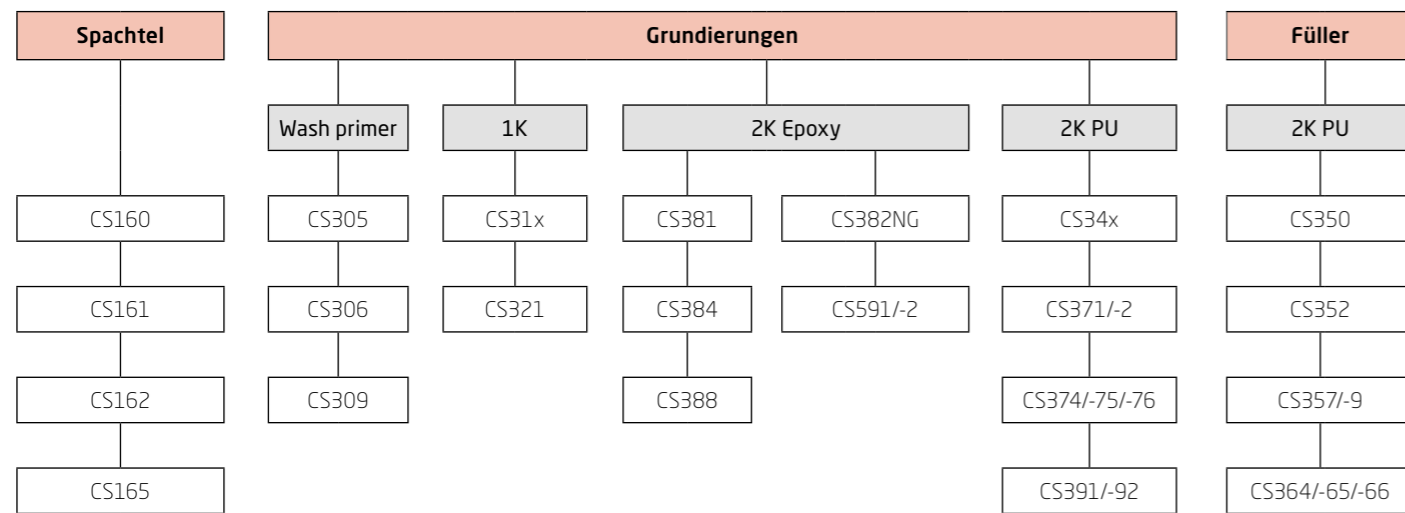 Spachtel
Grundierungen
Füller
Wash primer
1K
2K Epoxy
2K PU
2K PU
CS160
CS305
CS31x
CS381
CS382NG
CS34x
CS350
CS161
CS306
CS321
CS384
CS591/-2
CS371/-2
CS352
CS162
CS309
CS388
CS374/-75/-76
CS357/-9
CS165
CS391/-92
CS364/-65/-66